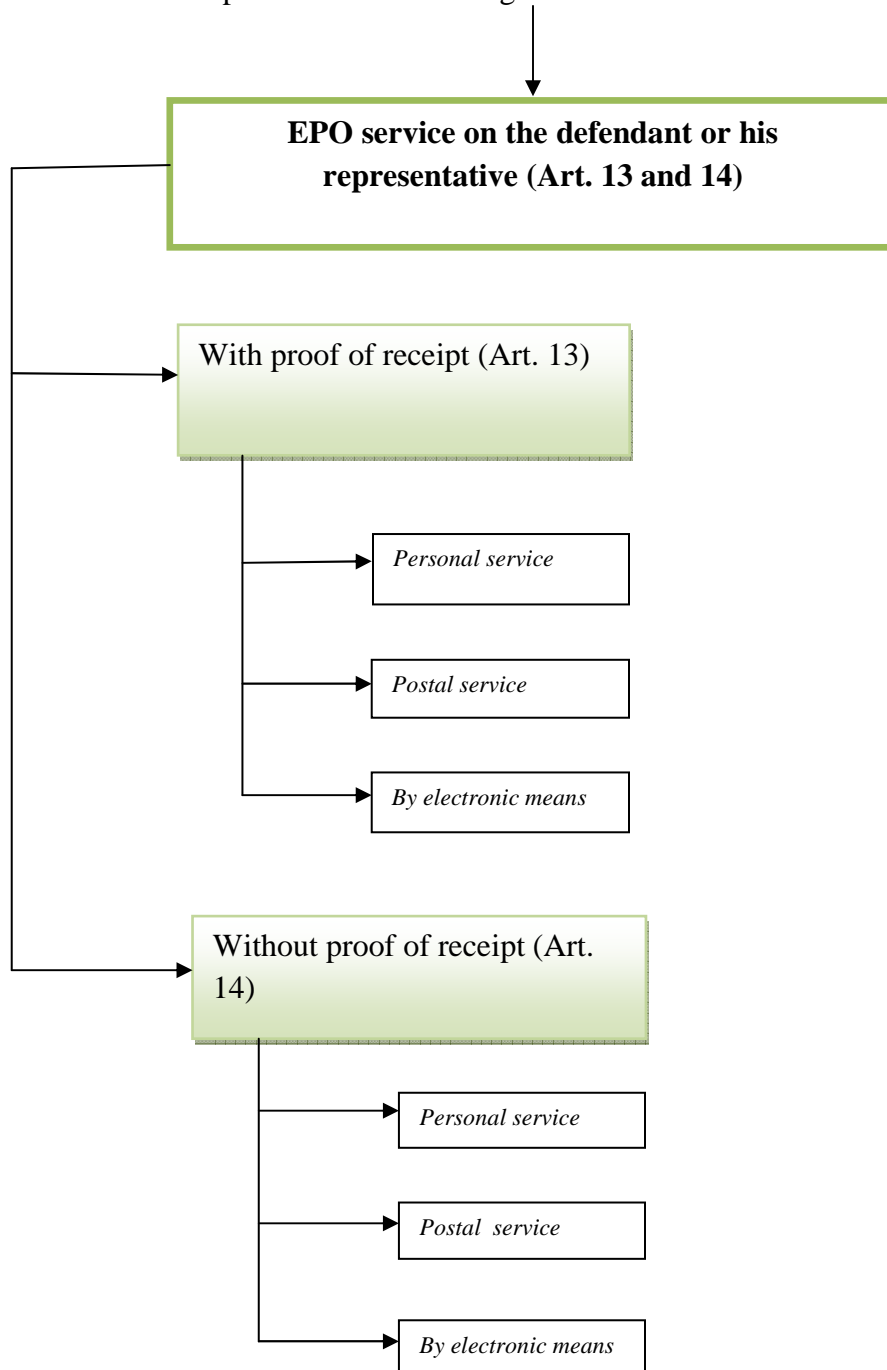 EPO service on the defendant or his
representative (Art. 13 and 14)
With proof of receipt (Art. 13)
Personal service
Postal service
By electronic means
Without proof of receipt (Art.
14)
Personal service
Postal  service
By electronic means